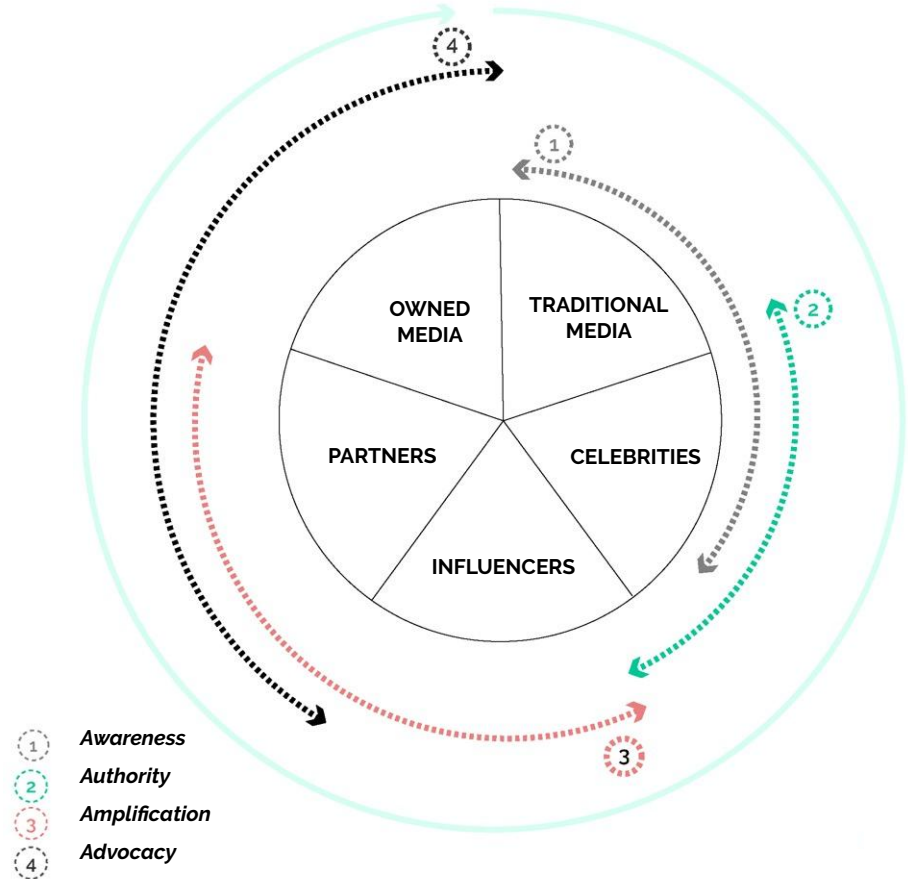 4
1
2
OWNED
MEDIA
TRADITIONAL
MEDIA
PARTNERS
CELEBRITIES
INFLUENCERS
3
1 Awareness
2 Authority
3 Amplification
4 Advocacy